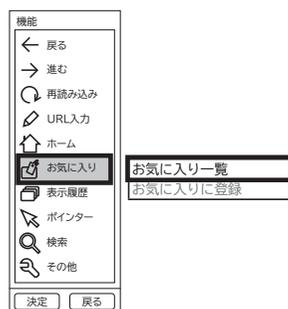 機能
戻る
進む
再読み込み
URL入力
ホーム
お気に入り
お気に入り一覧
お気に入りに登録
表示履歴
ポインター
検索
その他
決定
戻る